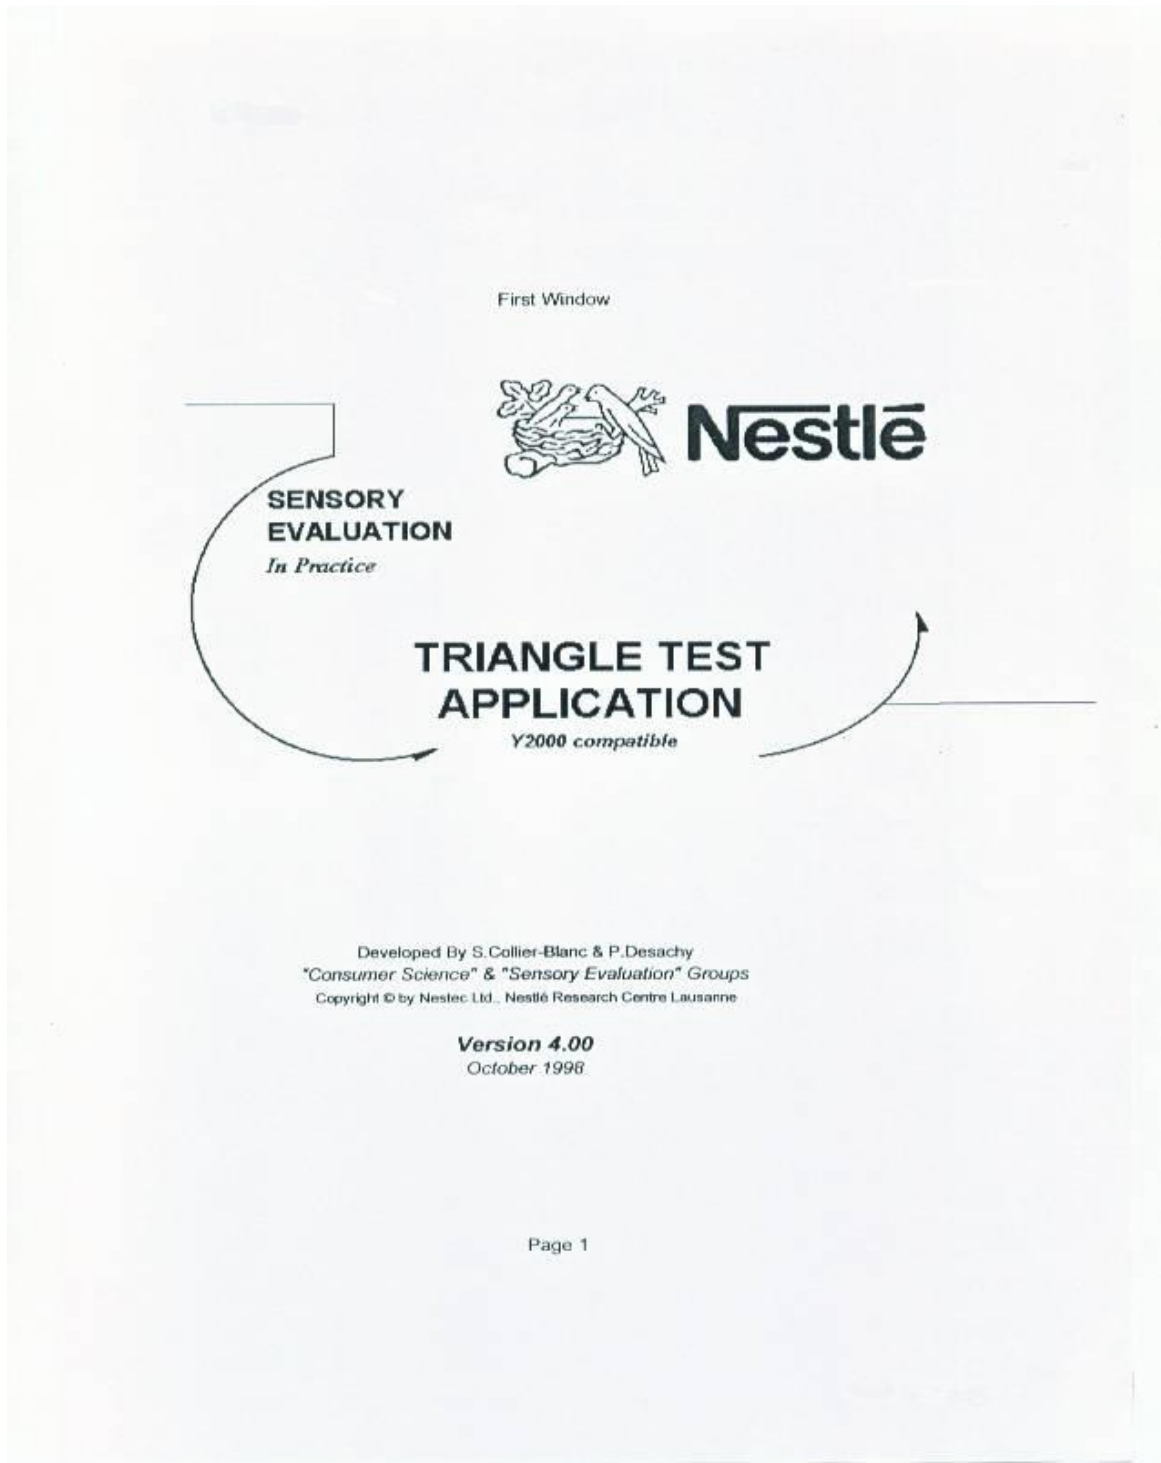 First Window
Nestlē
SENSORY
EVALUATION
In Practice
TRIANGLE TEST
APPLICATION
Y2000 compatible
Developed By S.Collier-Blanc & P.Desachy
"Consumer Science" & "Sensory Evaluation" Groups
Copyright © by Nestec Ltd., Nestlé Research Centre Lausanne
Version 4.00
October 1998
Page 1